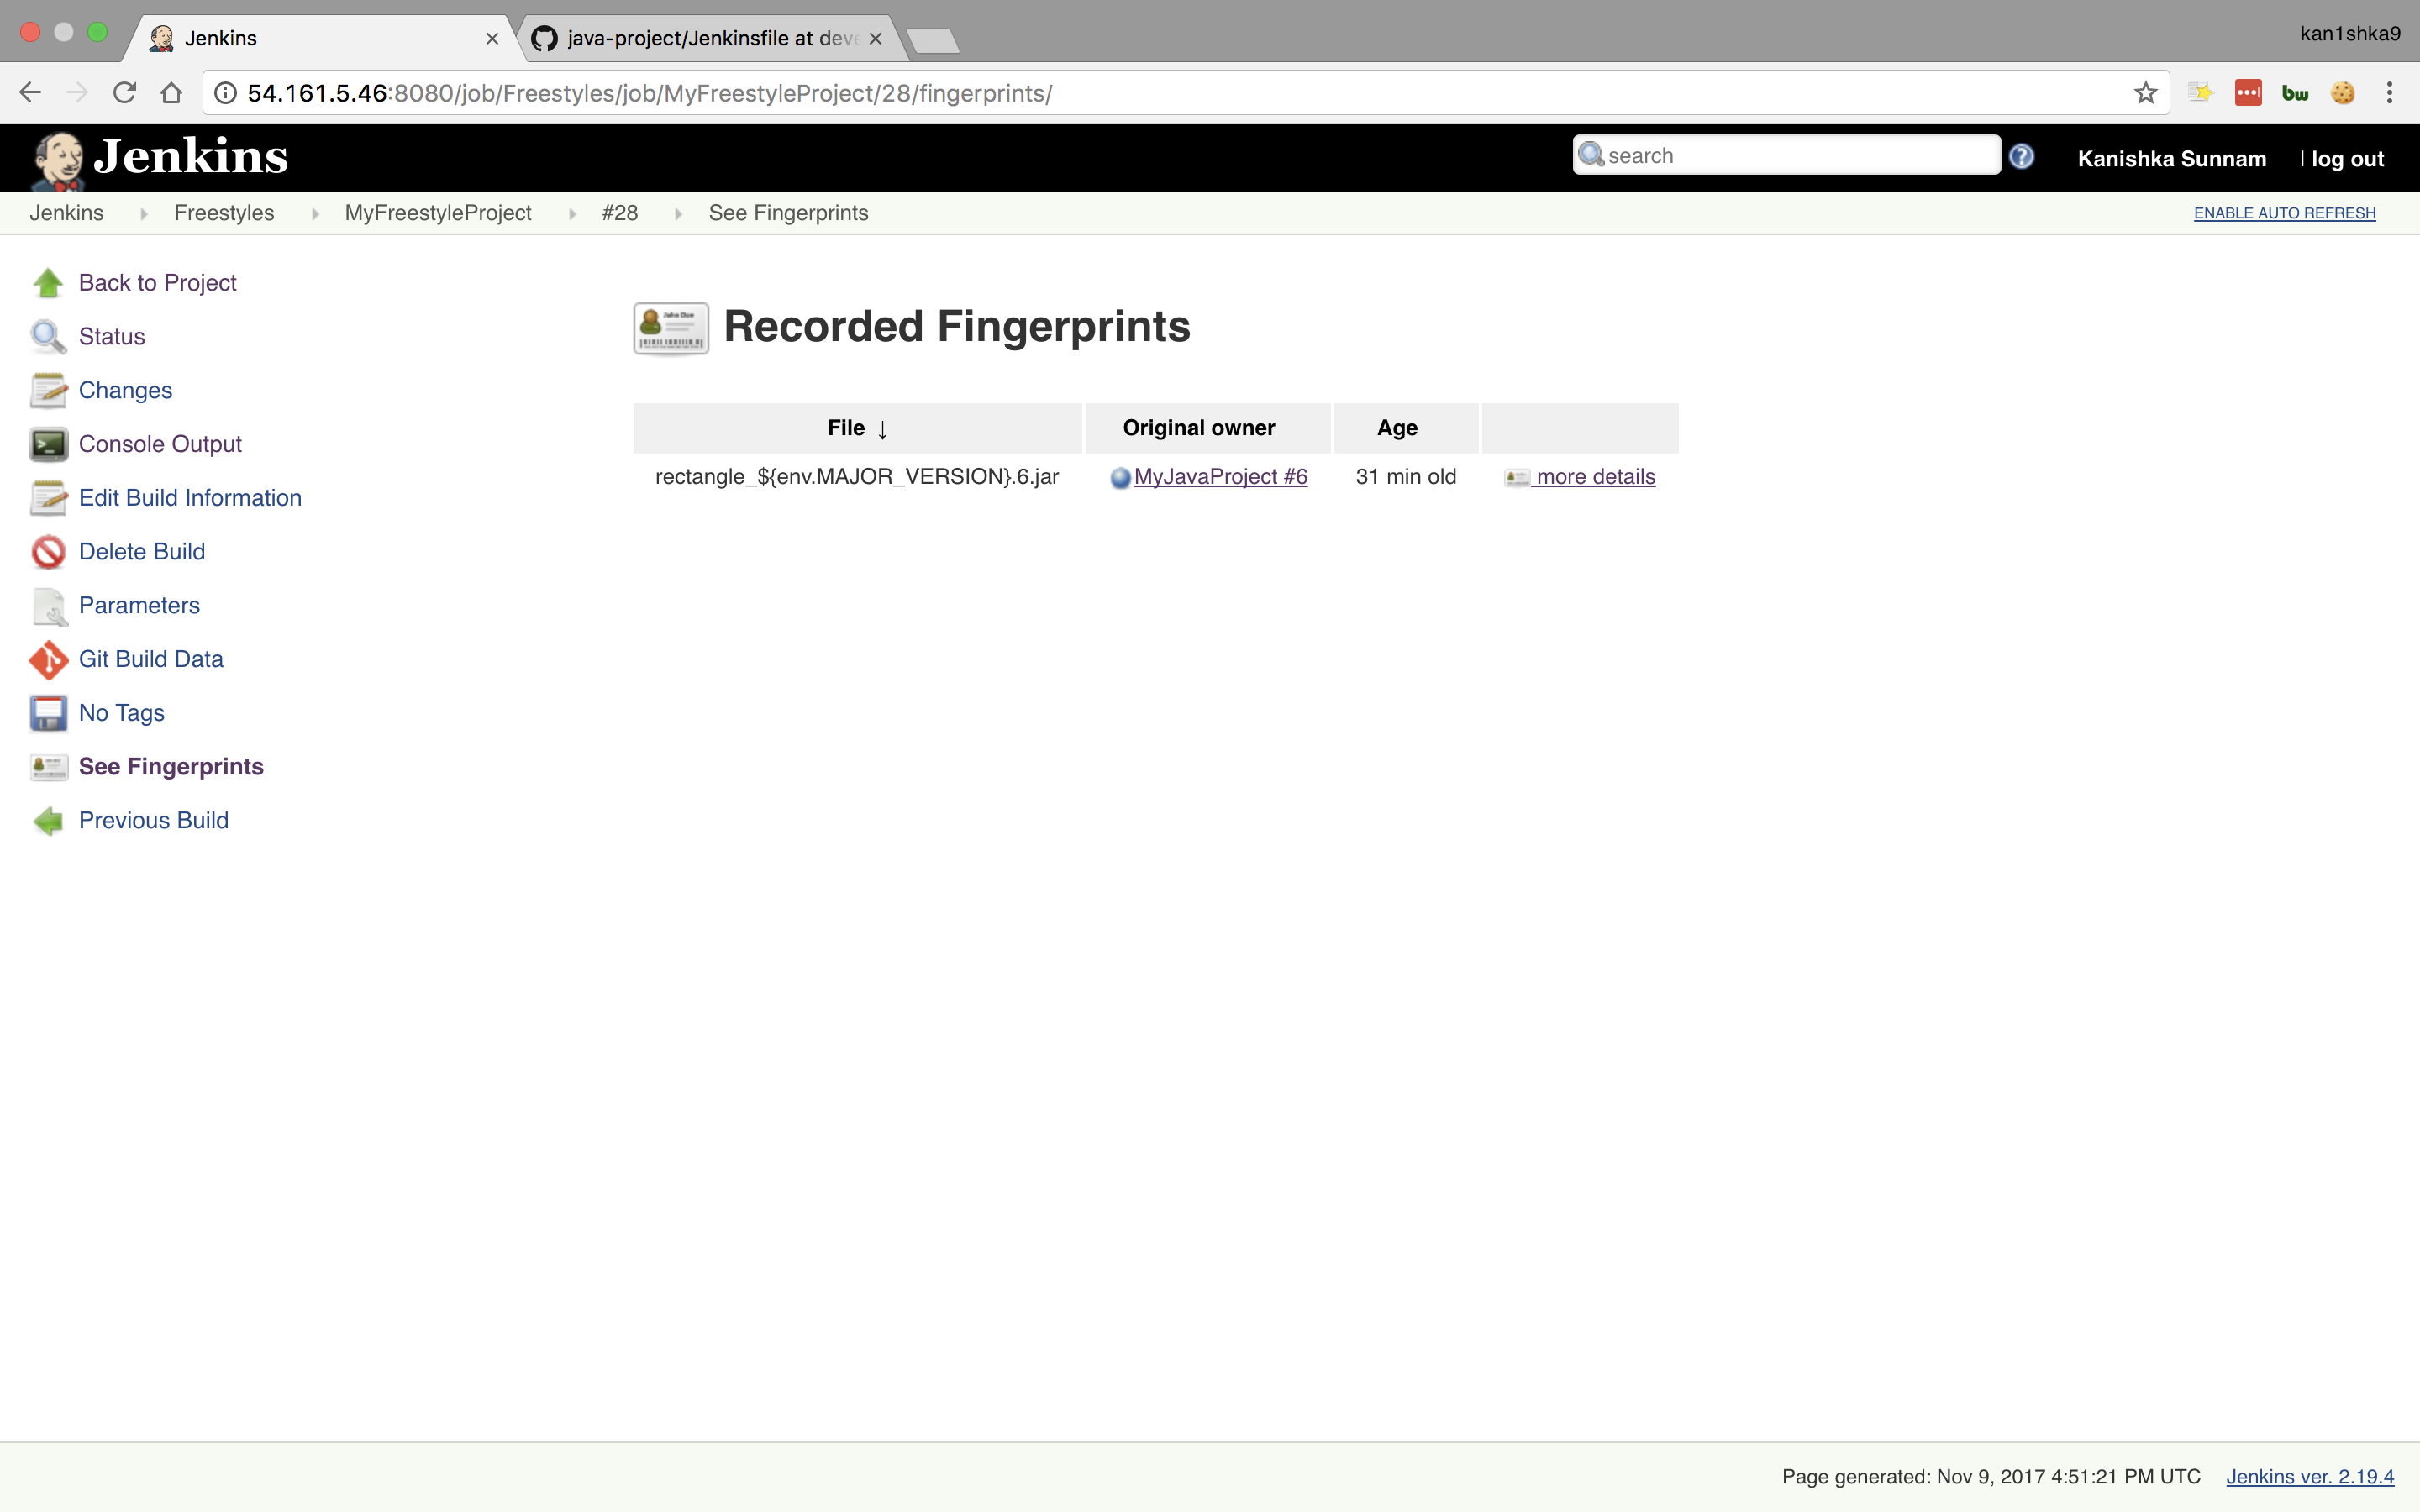 Jenkins
java-project/Jenkinsfile at deve
kan1shka9
54.161.5.46:8080/job/Freestyles/job/MyFreestyleProject/28/fingerprints/
bw
Jenkins
search
Kanishka Sunnam
| log out
Jenkins
Freestyles
MyFreestyleProject
#28
See Fingerprints
ENABLE AUTO REFRESH
Back to Project
Status
Changes
Console Output
Edit Build Information
Delete Build
Parameters
Git Build Data
No Tags
See Fingerprints
Previous Build
John Doe
Recorded Fingerprints
File ↓ Original owner Age
rectangle_${env.MAJOR_VERSION}.6.jar MyJavaProject #6 31 min old more details
Page generated: Nov 9, 2017 4:51:21 PM UTC Jenkins ver. 2.19.4